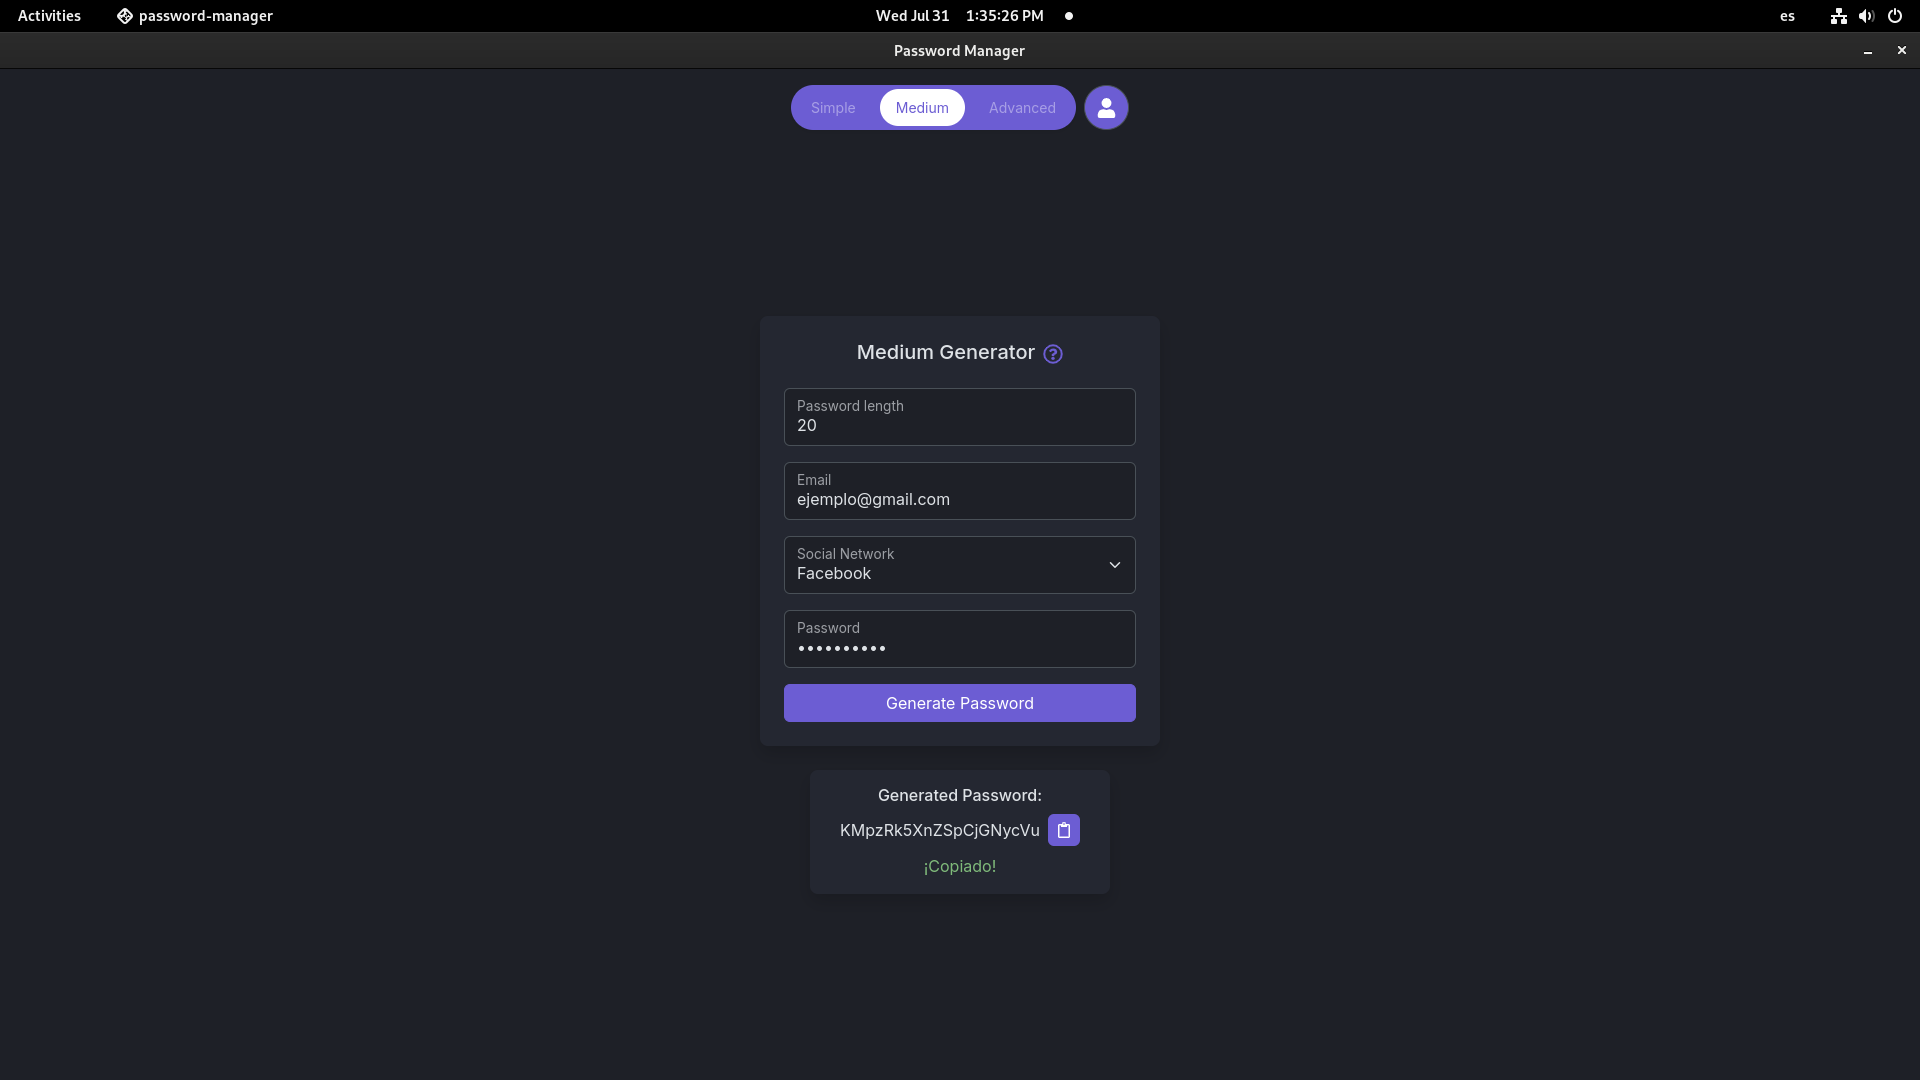 Activities password-manager Wed Jul 31 1:35:26 PM es
Password Manager
Simple Medium Advanced
Medium Generator
Password length
20
Email
ejemplo@gmail.com
Social Network
Facebook
Password
••••••••••
Generate Password
Generated Password:
KMpzRk5XnZSpCjGNycVu
¡Copiado!